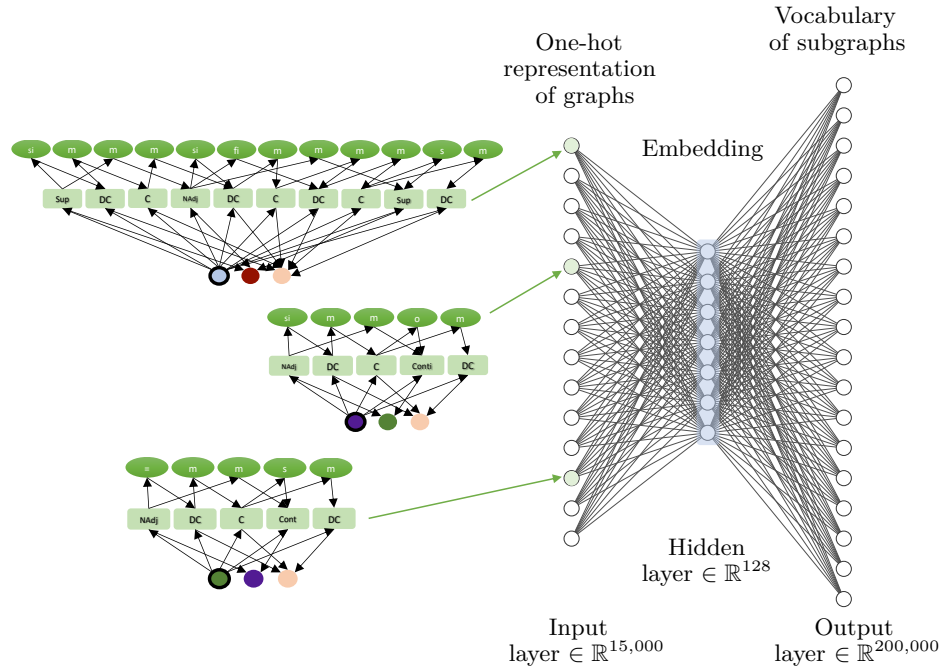 Vocabulary
of subgraphs
One-hot
representation
of graphs
Embedding
si m m m si fi m m m m s m
Sup DC C NAdj DC C DC C Sup DC
si m m o m
NAdj DC C Conti DC
= m m s m
NAdj DC C Cont DC
Hidden
layer ∈ ℝ^128
Input
layer ∈ ℝ^15,000
Output
layer ∈ ℝ^200,000